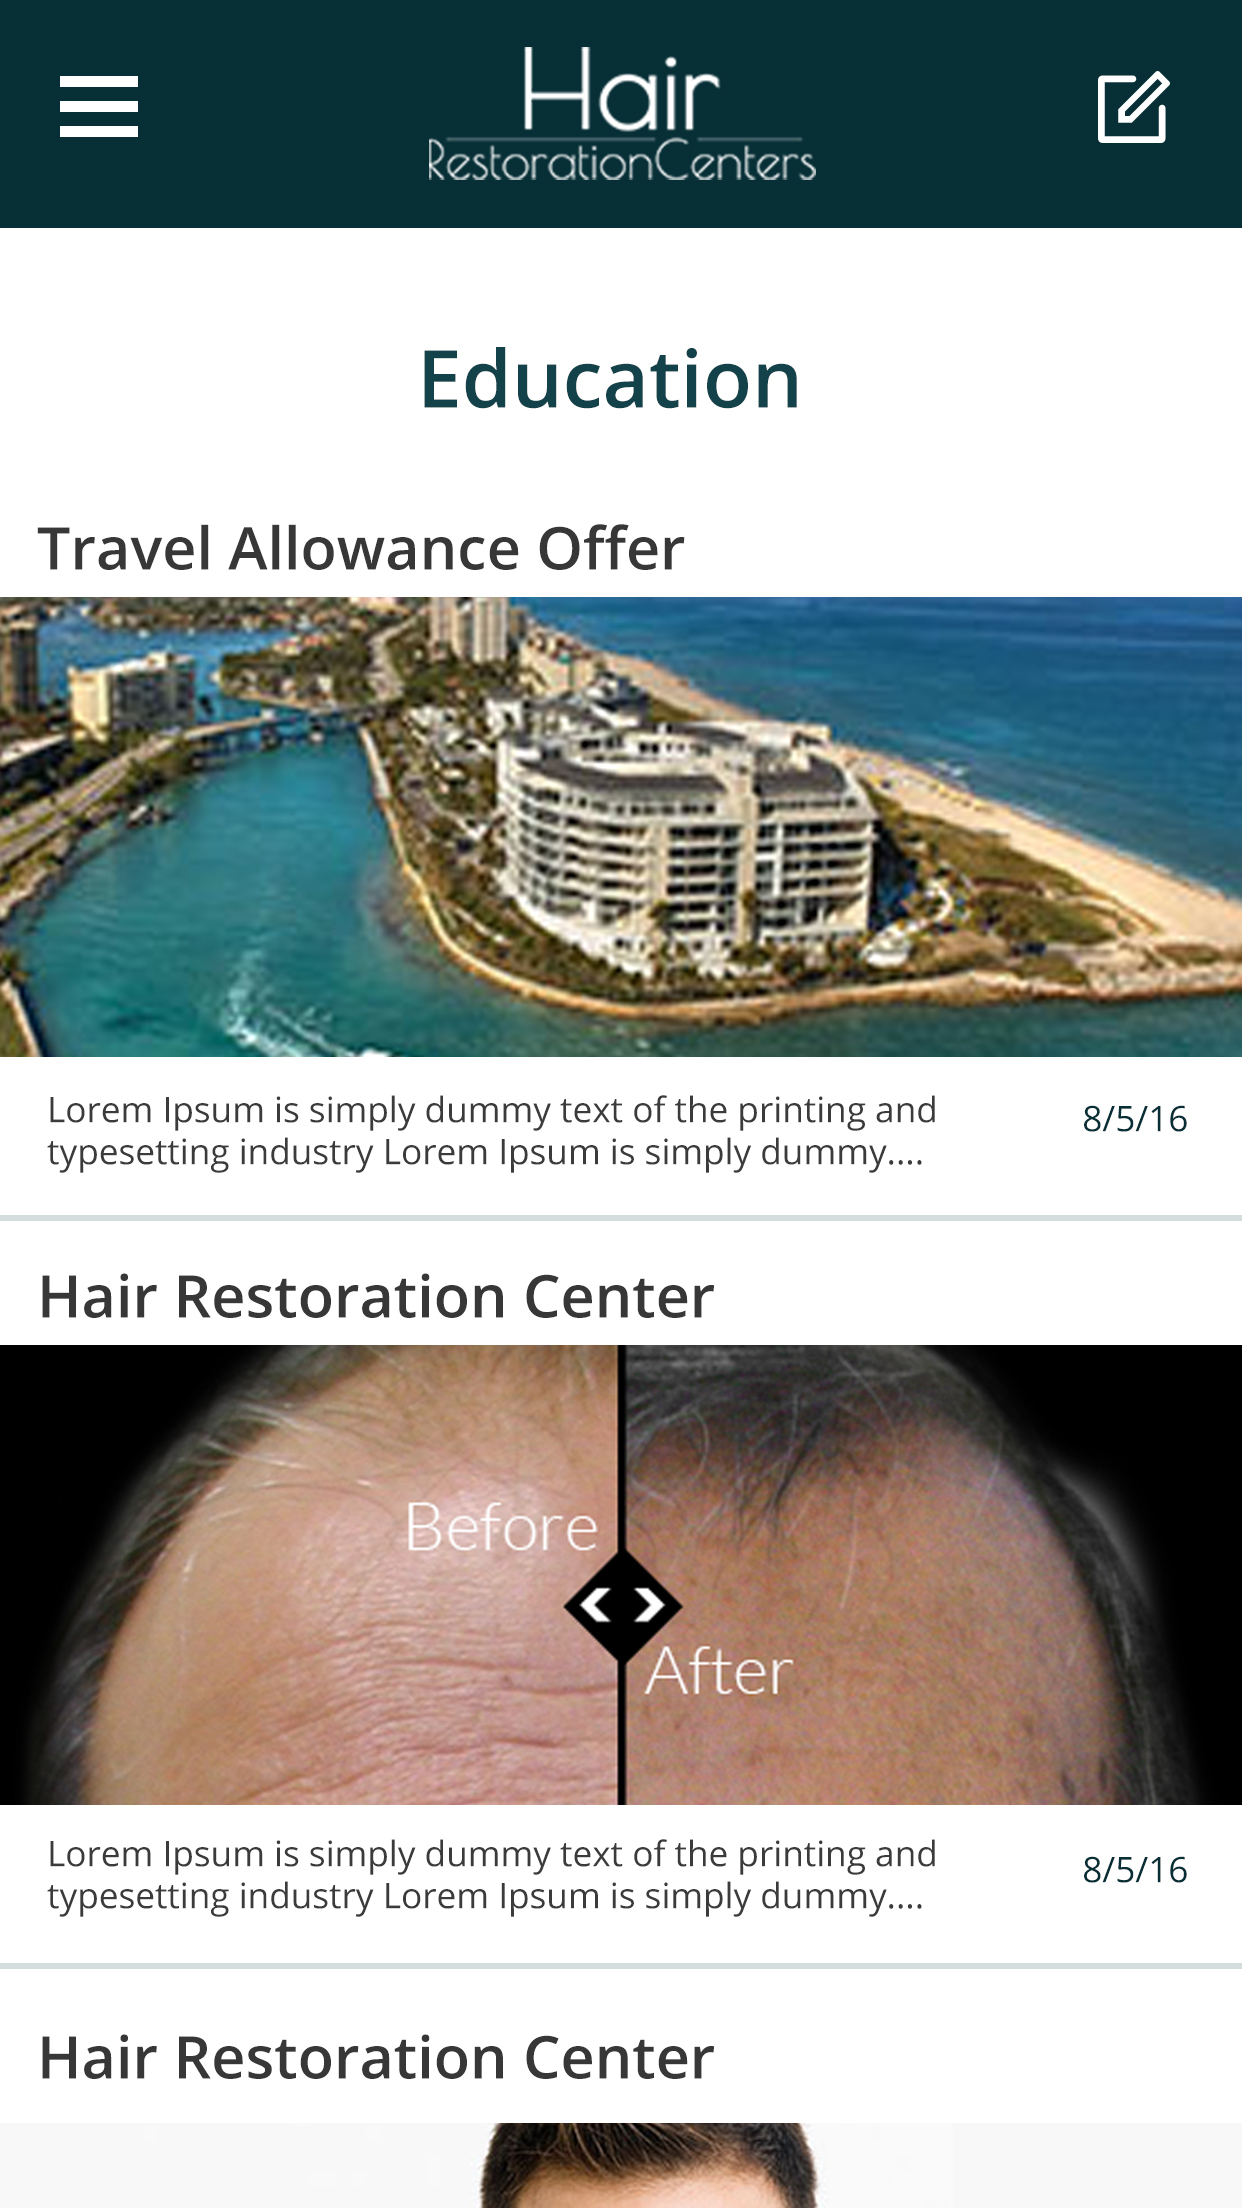 Hair
RestorationCenters
Education
Travel Allowance Offer
Lorem Ipsum is simply dummy text of the printing and
typesetting industry Lorem Ipsum is simply dummy....
8/5/16
Hair Restoration Center
Before
After
Lorem Ipsum is simply dummy text of the printing and
typesetting industry Lorem Ipsum is simply dummy....
8/5/16
Hair Restoration Center